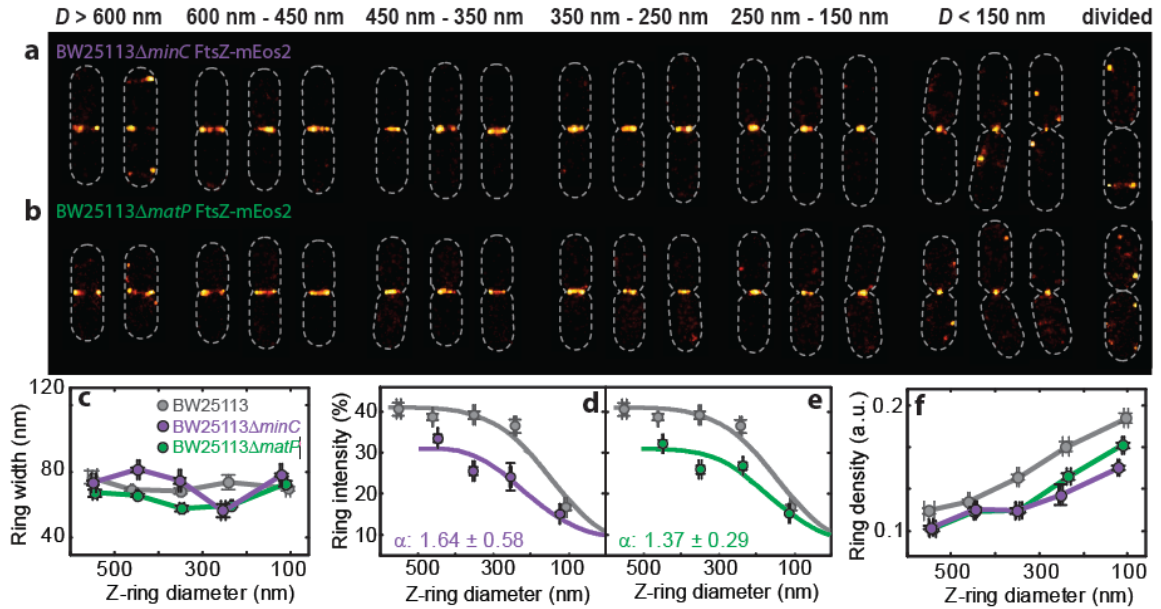 D > 600 nm 600 nm - 450 nm 450 nm - 350 nm 350 nm - 250 nm 250 nm - 150 nm D < 150 nm divided
a
BW25113ΔminC FtsZ-mEos2
b
BW25113ΔmatP FtsZ-mEos2
c
Ring width (nm)
120
80
40
BW25113
BW25113ΔminC
BW25113ΔmatP
500 300 100
Z-ring diameter (nm)
d
Ring intensity (%)
40
30
20
10
α: 1.64 ± 0.58
500 300 100
e
α: 1.37 ± 0.29
500 300 100
Z-ring diameter (nm)
f
Ring density (a.u.)
0.2
0.1
500 300 100
Z-ring diameter (nm)